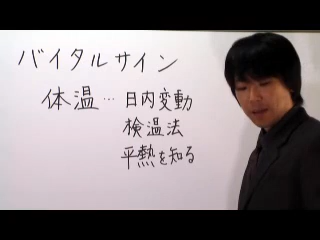 バイタルサイン
体温…日内変動
検温法
平熱を知る